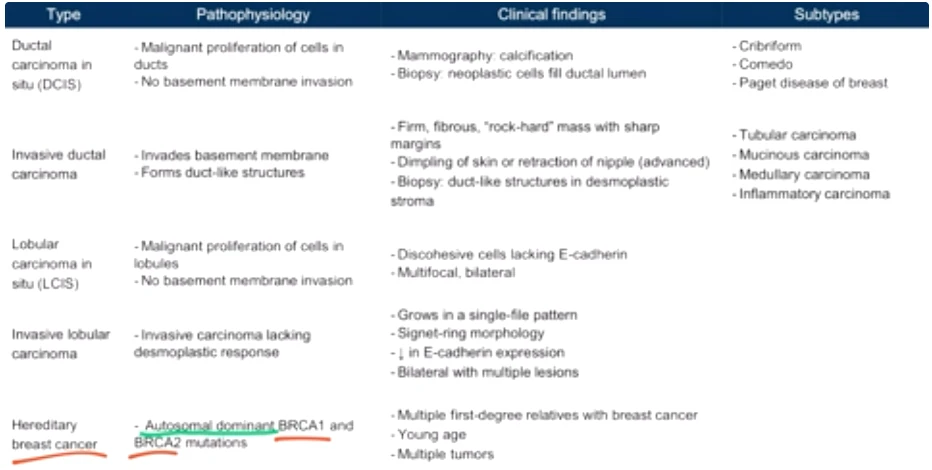 Type Pathophysiology Clinical findings Subtypes
Ductal
carcinoma in
situ (DCIS)
- Malignant proliferation of cells in
ducts
- No basement membrane invasion
- Mammography: calcification
- Biopsy: neoplastic cells fill ductal lumen
- Cribriform
- Comedo
- Paget disease of breast
Invasive ductal
carcinoma
- Invades basement membrane
- Forms duct-like structures
- Firm, fibrous, "rock-hard" mass with sharp
margins
- Dimpling of skin or retraction of nipple (advanced)
- Biopsy: duct-like structures in desmoplastic
stroma
- Tubular carcinoma
- Mucinous carcinoma
- Medullary carcinoma
- Inflammatory carcinoma
Lobular
carcinoma in
situ (LCIS)
- Malignant proliferation of cells in
lobules
- No basement membrane invasion
- Discohesive cells lacking E-cadherin
- Multifocal, bilateral
Invasive lobular
carcinoma
- Invasive carcinoma lacking
desmoplastic response
- Grows in a single-file pattern
- Signet-ring morphology
- ↓ in E-cadherin expression
- Bilateral with multiple lesions
Hereditary
breast cancer
- Autosomal dominant BRCA1 and
BRCA2 mutations
- Multiple first-degree relatives with breast cancer
- Young age
- Multiple tumors